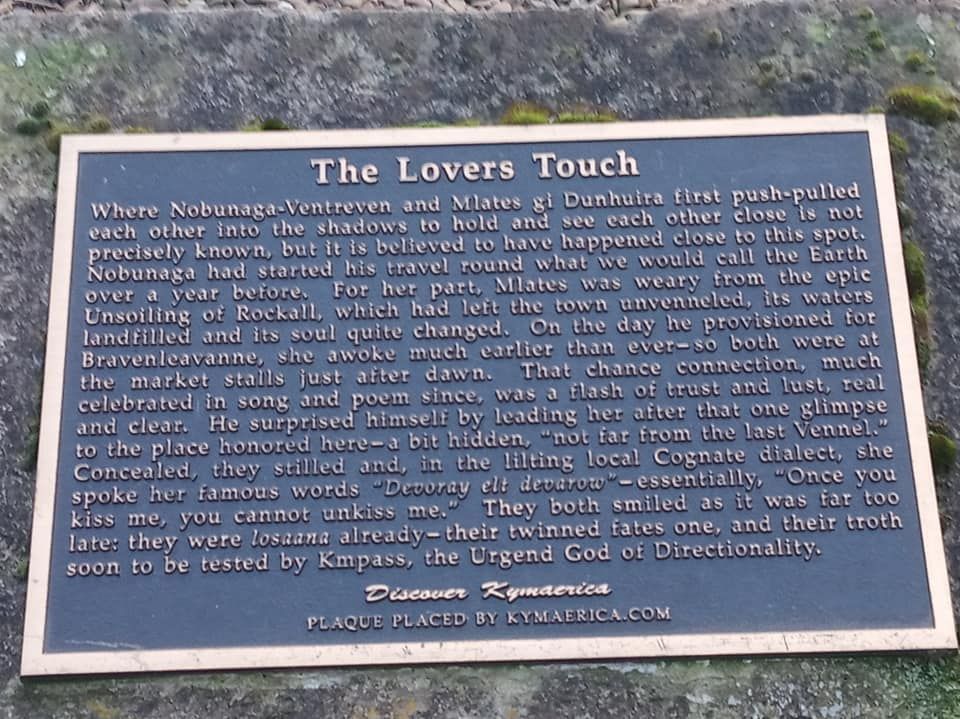 The Lovers Touch
Where Nobunaga-Ventreven and Mlates gi Dunhuira first push-pulled
each other into the shadows to hold and see each other close is not
precisely known, but it is believed to have happened close to this spot.
Nobunaga had started his travel round what we would call the Earth
over a year before. For her part, Mlates was weary from the epic
Unsoiling of Rockall, which had left the town unvenneled, its waters
landfilled and its soul quite changed. On the day he provisioned for
Bravenleavanne, she awoke much earlier than ever—so both were at
the market stalls just after dawn. That chance connection, much
celebrated in song and poem since, was a flash of trust and lust, real
and clear. He surprised himself by leading her after that one glimpse
to the place honored here—a bit hidden, “not far from the last Vennel.”
Concealed, they stilled and, in the lilting local Cognate dialect, she
spoke her famous words “Devoray elt devarow”—essentially, “Once you
kiss me, you cannot unkiss me.” They both smiled as it was far too
late: they were losaana already—their twinned fates one, and their troth
soon to be tested by Kmpass, the Urgend God of Directionality.
Discover Kymaerica
PLAQUE PLACED BY KYMAERICA.COM